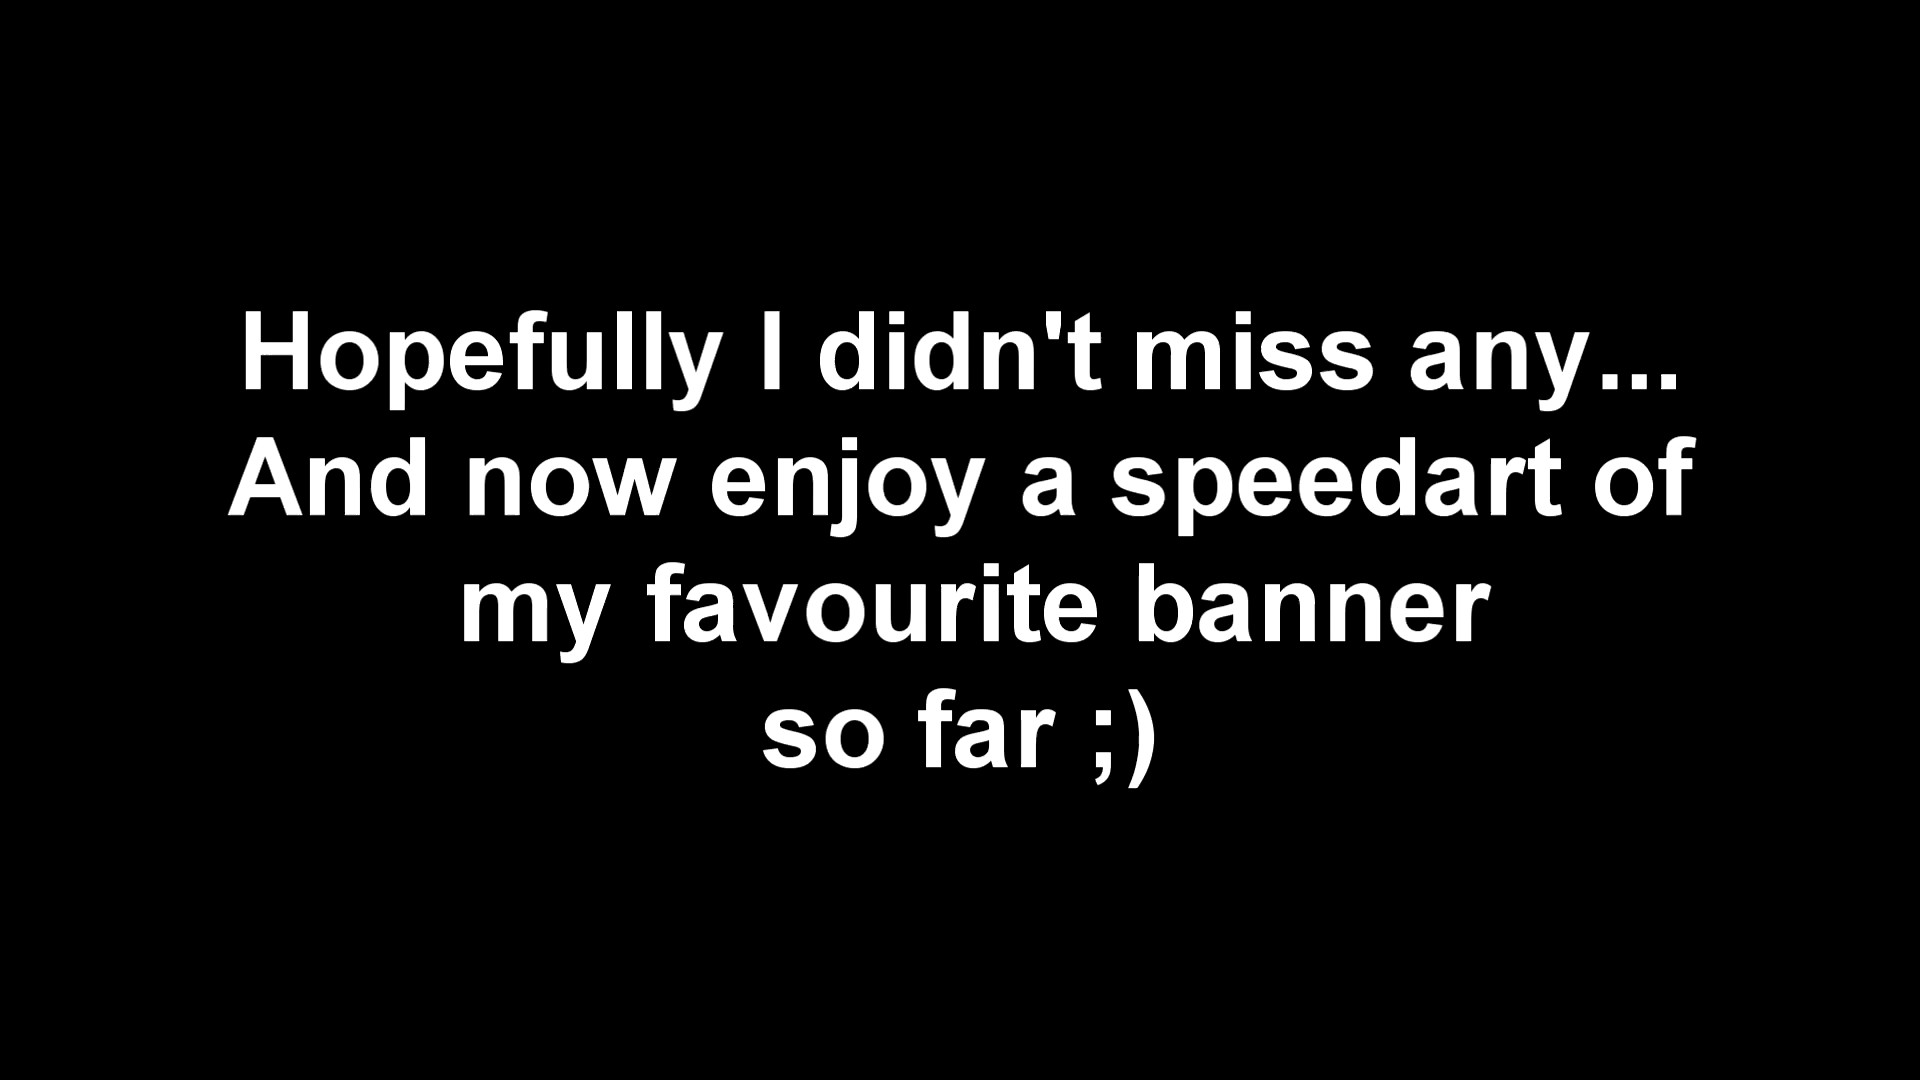 Hopefully I didn't miss any...
And now enjoy a speedart of
my favourite banner
so far ;)